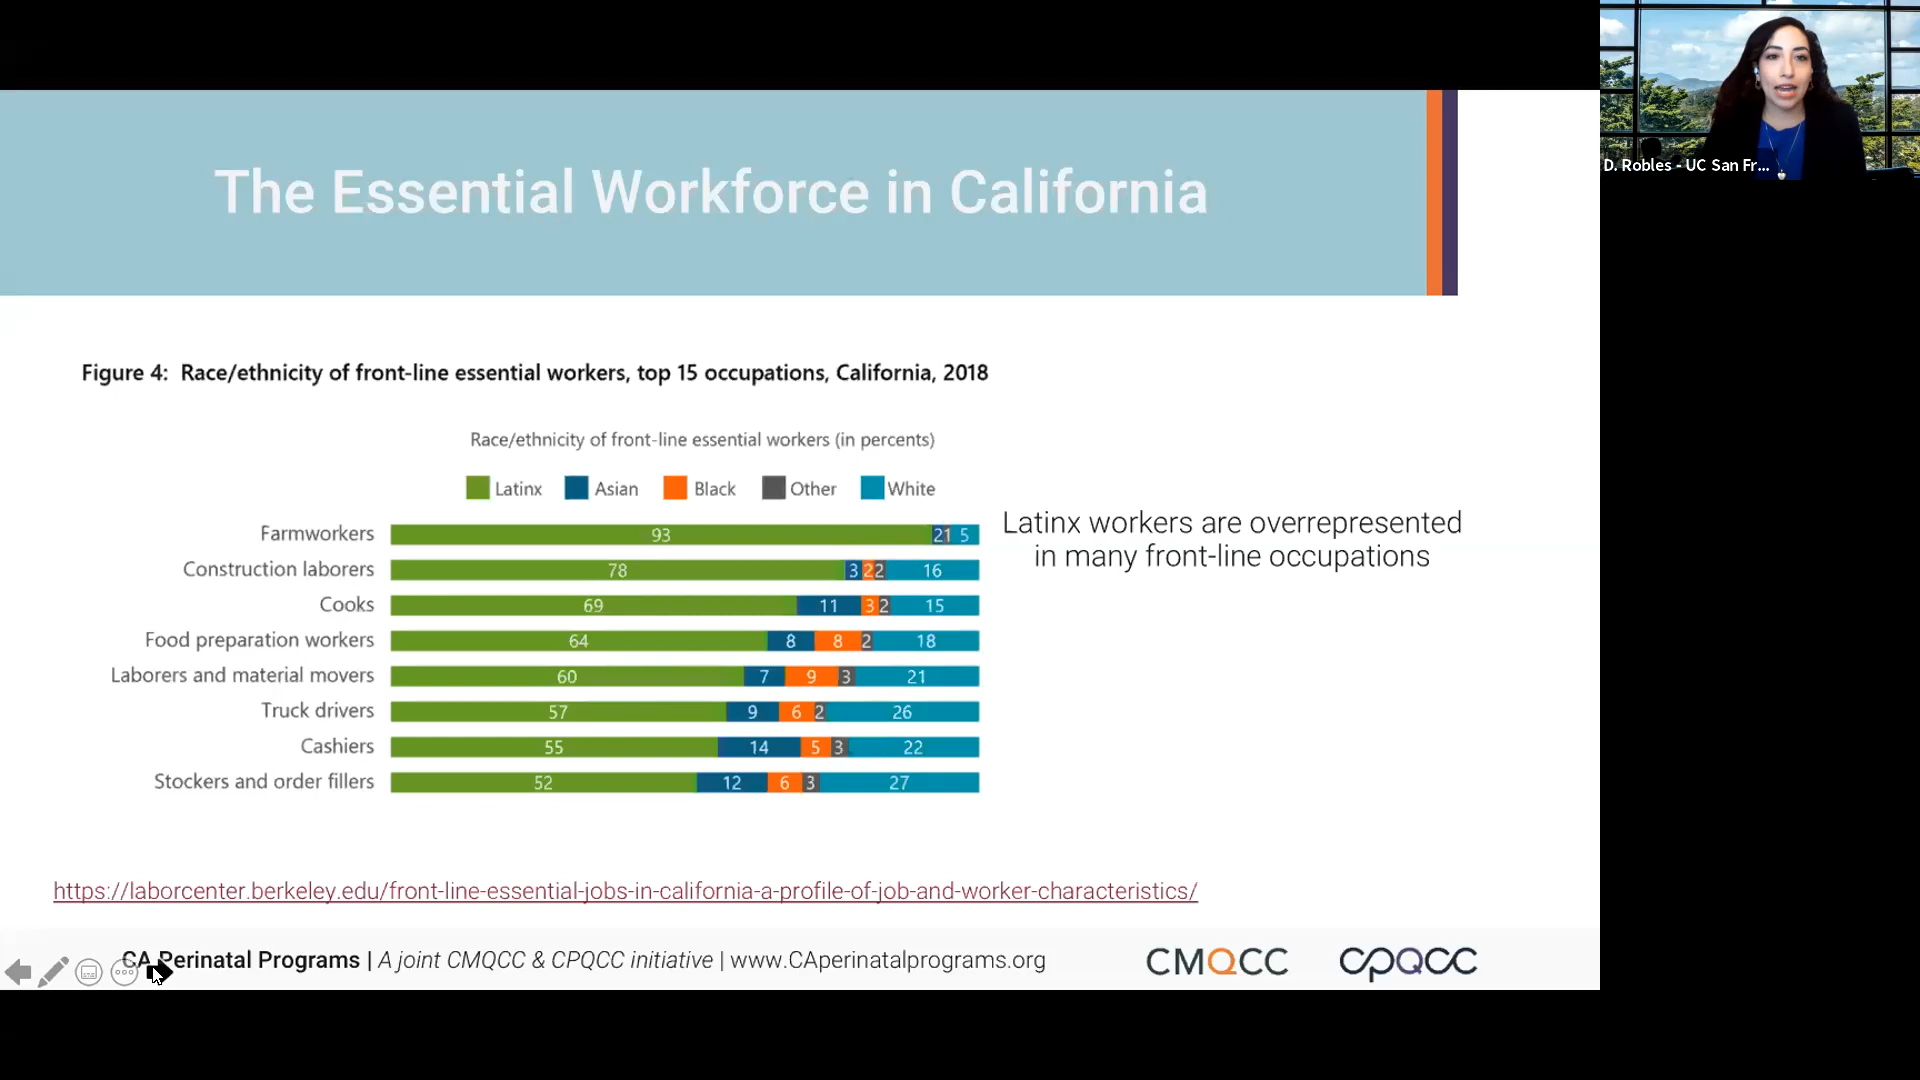 D. Robles - UC San Fr...
The Essential Workforce in California
Figure 4: Race/ethnicity of front-line essential workers, top 15 occupations, California, 2018
Race/ethnicity of front-line essential workers (in percents)
Latinx Asian Black Other White
Farmworkers 93 2 1 5
Construction laborers 78 3 2 2 16
Cooks 69 11 3 2 15
Food preparation workers 64 8 8 2 18
Laborers and material movers 60 7 9 3 21
Truck drivers 57 9 6 2 26
Cashiers 55 14 5 3 22
Stockers and order fillers 52 12 6 3 27
Latinx workers are overrepresented
in many front-line occupations
https://laborcenter.berkeley.edu/front-line-essential-jobs-in-california-a-profile-of-job-and-worker-characteristics/
CA Perinatal Programs | A joint CMQCC & CPQCC initiative | www.CAperinatalprograms.org
CMQCC CPQCC